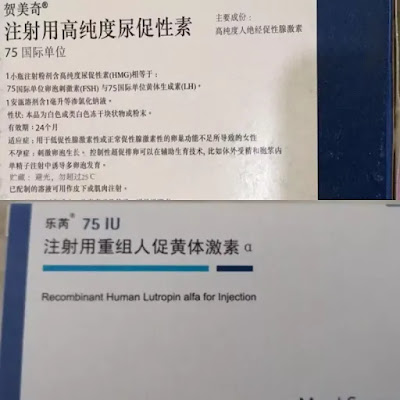 贺美奇®
注射用高纯度尿促性素
75 国际单位
主要成份:
高纯度人绝经促性腺激素
1小瓶注射粉剂含高纯度尿促性素(HMG)相等于:
75国际单位卵泡刺激素(FSH) 与75国际单位黄体生成素(LH)。
1安瓿溶剂含1毫升等渗氯化钠液。
性状: 本品为白色或类白色冻干块状物或粉末。
有效期: 24个月
适应症: 用于低促性腺激素性或正常促性腺激素性的卵巢功能不足所导致的女性
不孕症: 刺激卵泡生长、控制性超促排卵可以在辅助生育技术, 比如体外受精和胞浆内
单精子注射中诱导多卵泡发育。
贮藏: 避光, 勿超过25℃
已配制的溶液可用作皮下或肌肉注射。
乐芮® 75 IU
注射用重组人促黄体激素α
Recombinant Human Lutropin alfa for Injection